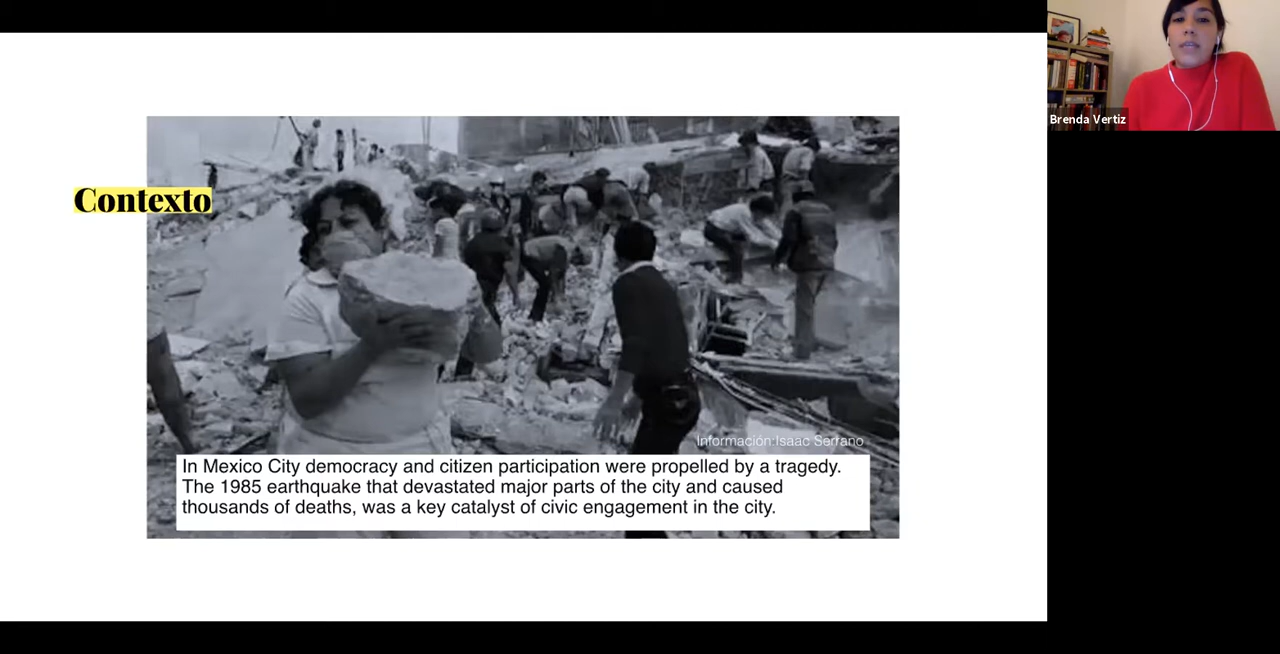 Brenda Vertiz
Contexto
Información:Isaac Serrano
In Mexico City democracy and citizen participation were propelled by a tragedy.
The 1985 earthquake that devastated major parts of the city and caused
thousands of deaths, was a key catalyst of civic engagement in the city.